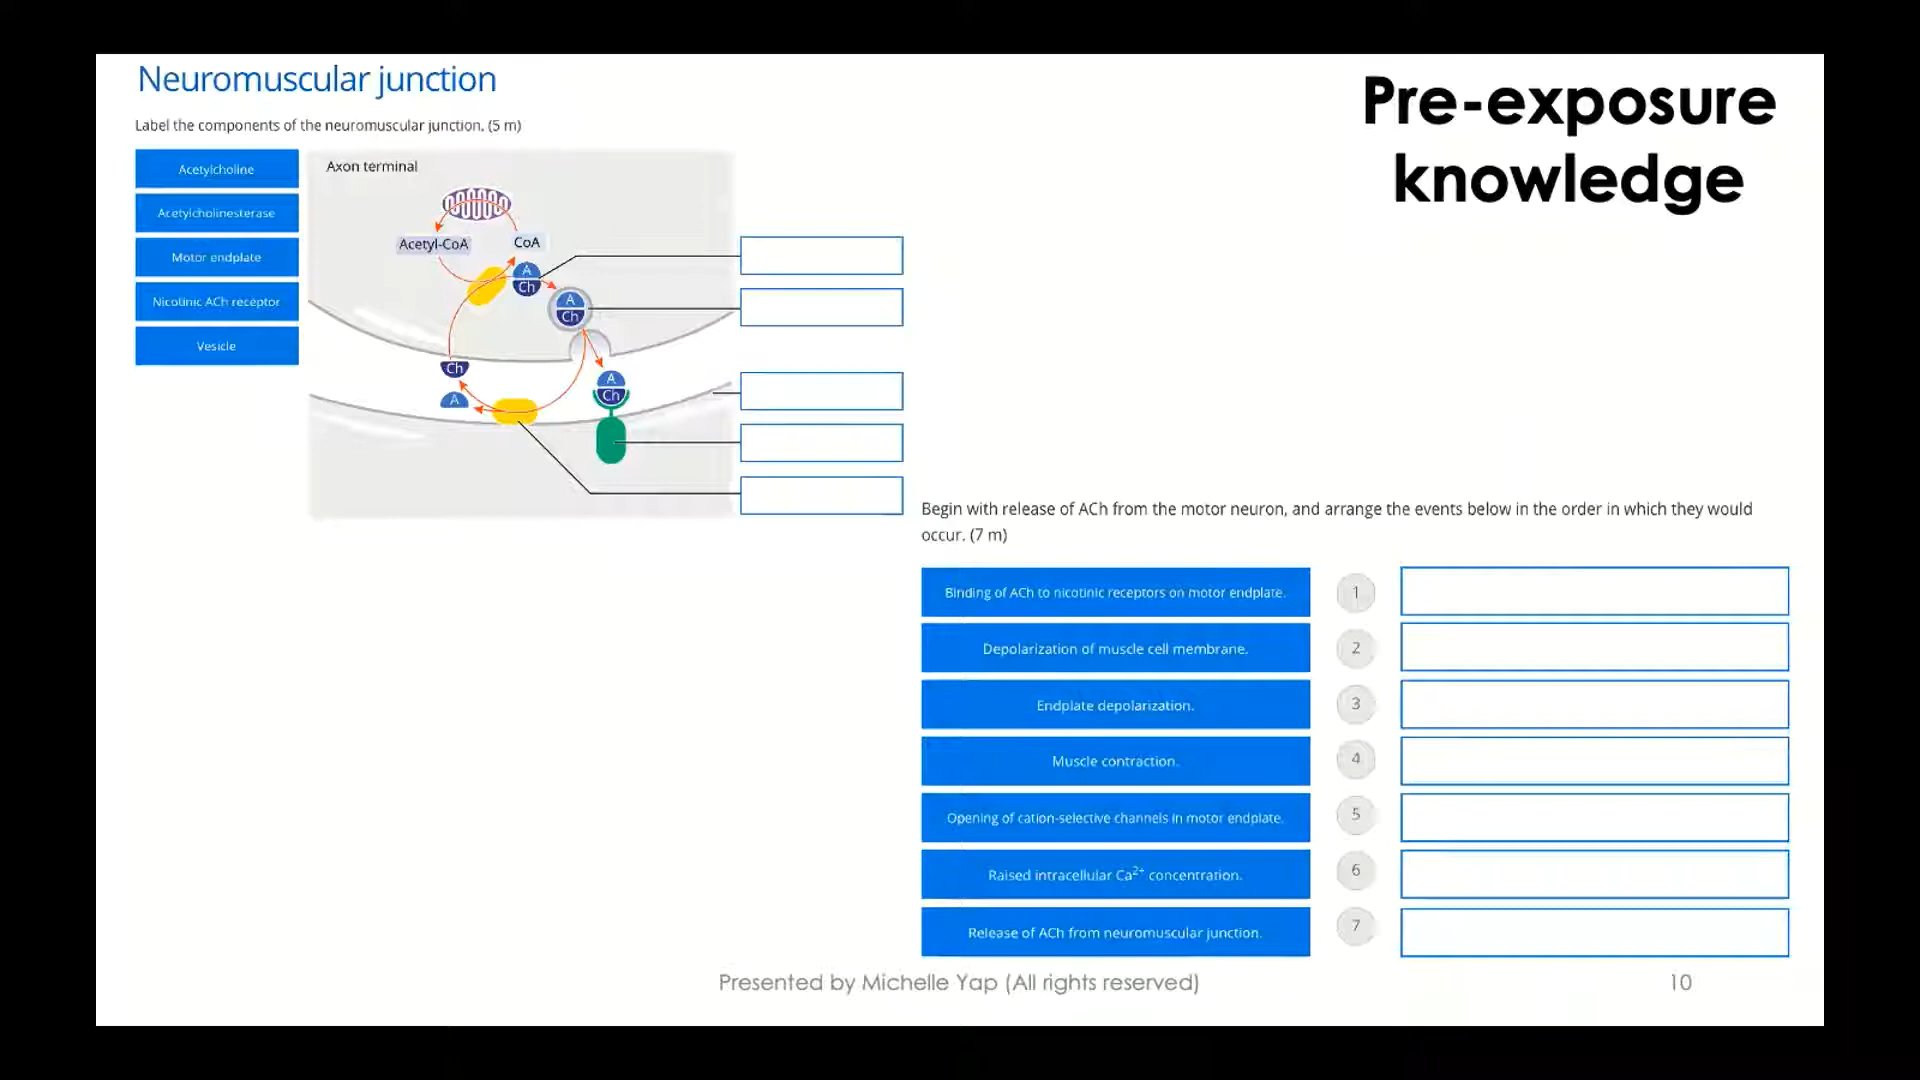 Neuromuscular junction
Pre-exposure
knowledge
Label the components of the neuromuscular junction. (5 m)
Acetylcholine
Acetylcholinesterase
Motor endplate
Nicotinic ACh receptor
Vesicle
Axon terminal
Acetyl-CoA
CoA
A
Ch
A
Ch
Ch
A
A
Ch
Begin with release of ACh from the motor neuron, and arrange the events below in the order in which they would
occur. (7 m)
Binding of ACh to nicotinic receptors on motor endplate.
1
Depolarization of muscle cell membrane.
2
Endplate depolarization.
3
Muscle contraction.
4
Opening of cation-selective channels in motor endplate.
5
Raised intracellular Ca²⁺ concentration.
6
Release of ACh from neuromuscular junction.
7
Presented by Michelle Yap (All rights reserved)
10